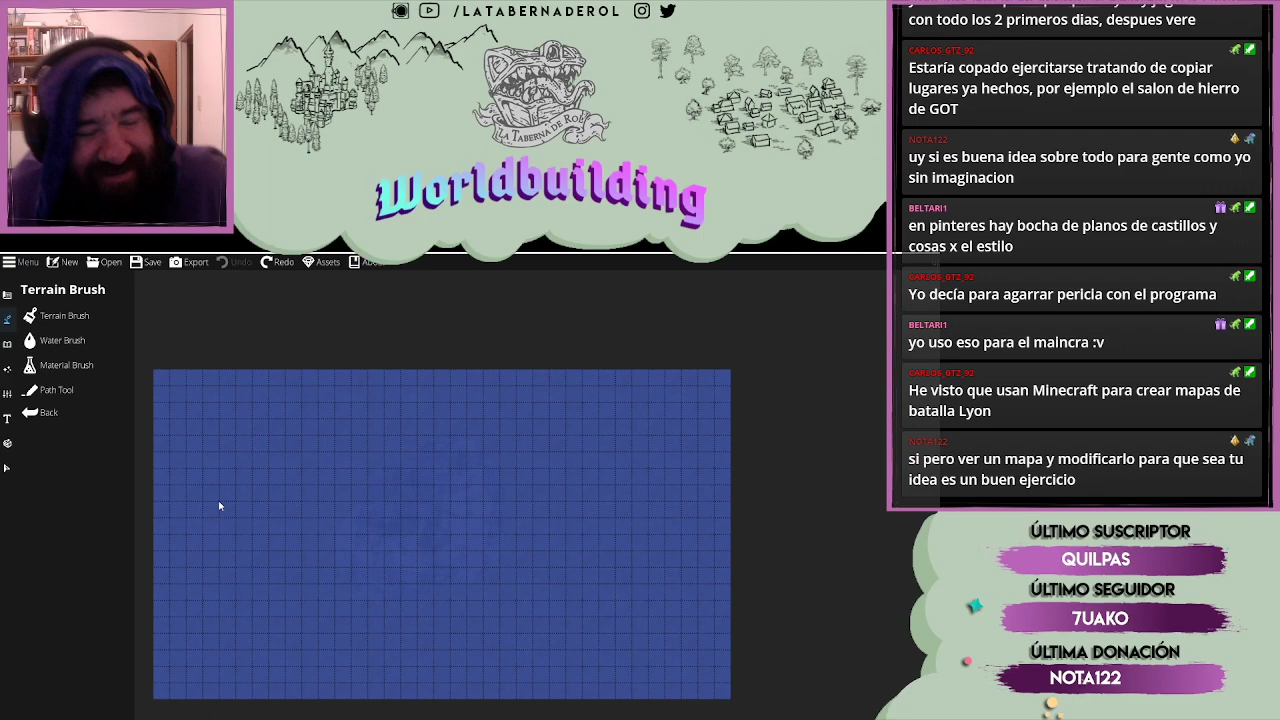 /LATABERNADEROL
LA TABERNA DE ROL
Worldbuilding
Menu New Open Save Export Undo Redo Assets
Terrain Brush
Terrain Brush
Water Brush
Material Brush
Path Tool
Back
con todo los 2 primeros dias, despues vere
CARLOS_GTZ_92
Estaría copado ejercitarse tratando de copiar
lugares ya hechos, por ejemplo el salon de hierro
de GOT
NOTA122
uy si es buena idea sobre todo para gente como yo
sin imaginacion
BELTARI1
en pinteres hay bocha de planos de castillos y
cosas x el estilo
CARLOS_GTZ_92
Yo decía para agarrar pericia con el programa
BELTARI1
yo uso eso para el maincra :v
CARLOS_GTZ_92
He visto que usan Minecraft para crear mapas de
batalla Lyon
NOTA122
si pero ver un mapa y modificarlo para que sea tu
idea es un buen ejercicio
ÚLTIMO SUSCRIPTOR
QUILPAS
ÚLTIMO SEGUIDOR
7UAKO
ÚLTIMA DONACIÓN
NOTA122